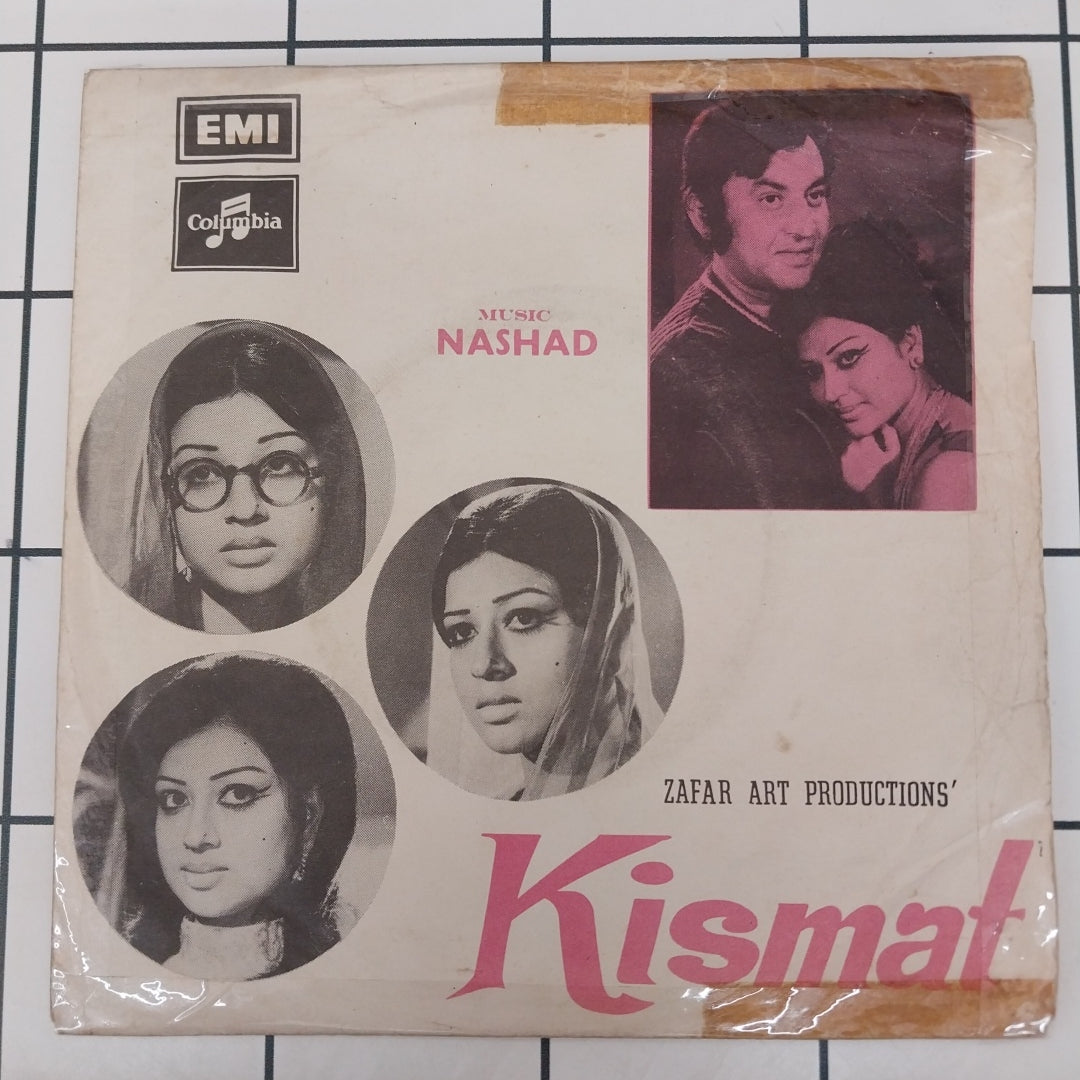 EMI
Columbia
MUSIC
NASHAD
ZAFAR ART PRODUCTIONS'
Kismat